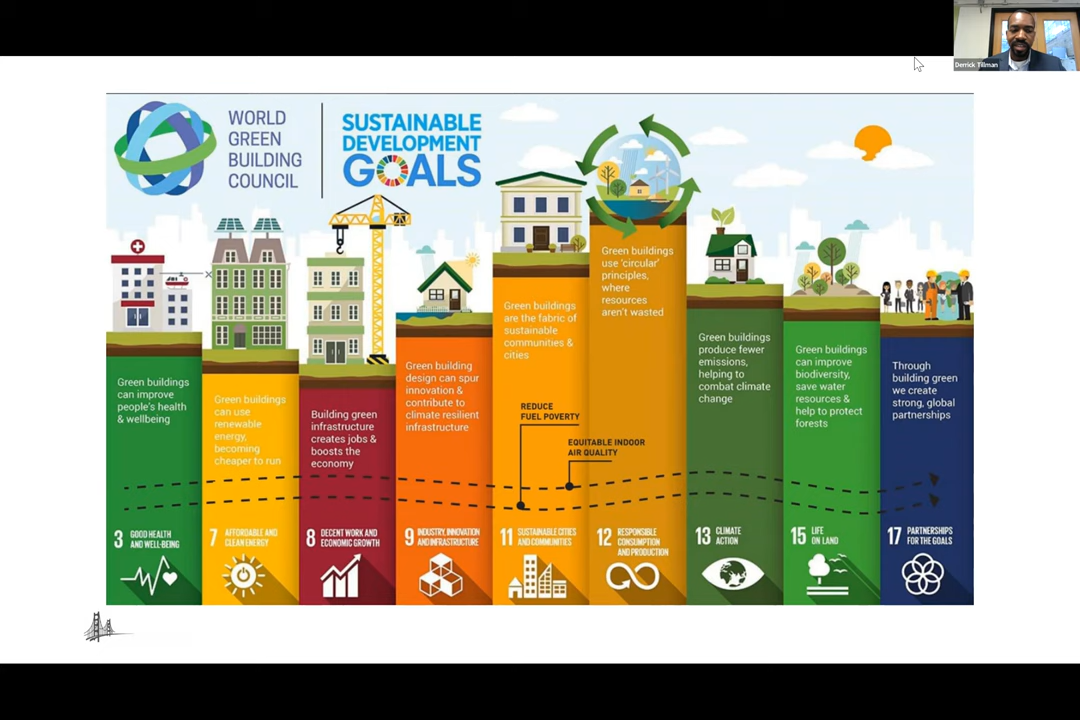 Derrick Tillman
WORLD
GREEN
BUILDING
COUNCIL
SUSTAINABLE
DEVELOPMENT
GOALS
Green buildings
can improve
people's health
& wellbeing
Green buildings
can use
renewable
energy,
becoming
cheaper to run
Building green
infrastructure
creates jobs &
boosts the
economy
Green building
design can spur
innovation &
contribute to
climate resilient
infrastructure
Green buildings
are the fabric of
sustainable
communities &
cities
Green buildings
use 'circular'
principles,
where
resources
aren't wasted
Green buildings
produce fewer
emissions,
helping to
combat climate
change
Green buildings
can improve
biodiversity,
save water
resources &
help to protect
forests
Through
building green
we create
strong, global
partnerships
REDUCE
FUEL POVERTY
EQUITABLE INDOOR
AIR QUALITY
3 GOOD HEALTH
AND WELL-BEING
7 AFFORDABLE AND
CLEAN ENERGY
8 DECENT WORK AND
ECONOMIC GROWTH
9 INDUSTRY, INNOVATION
AND INFRASTRUCTURE
11 SUSTAINABLE CITIES
AND COMMUNITIES
12 RESPONSIBLE
CONSUMPTION
AND PRODUCTION
13 CLIMATE
ACTION
15 LIFE
ON LAND
17 PARTNERSHIPS
FOR THE GOALS